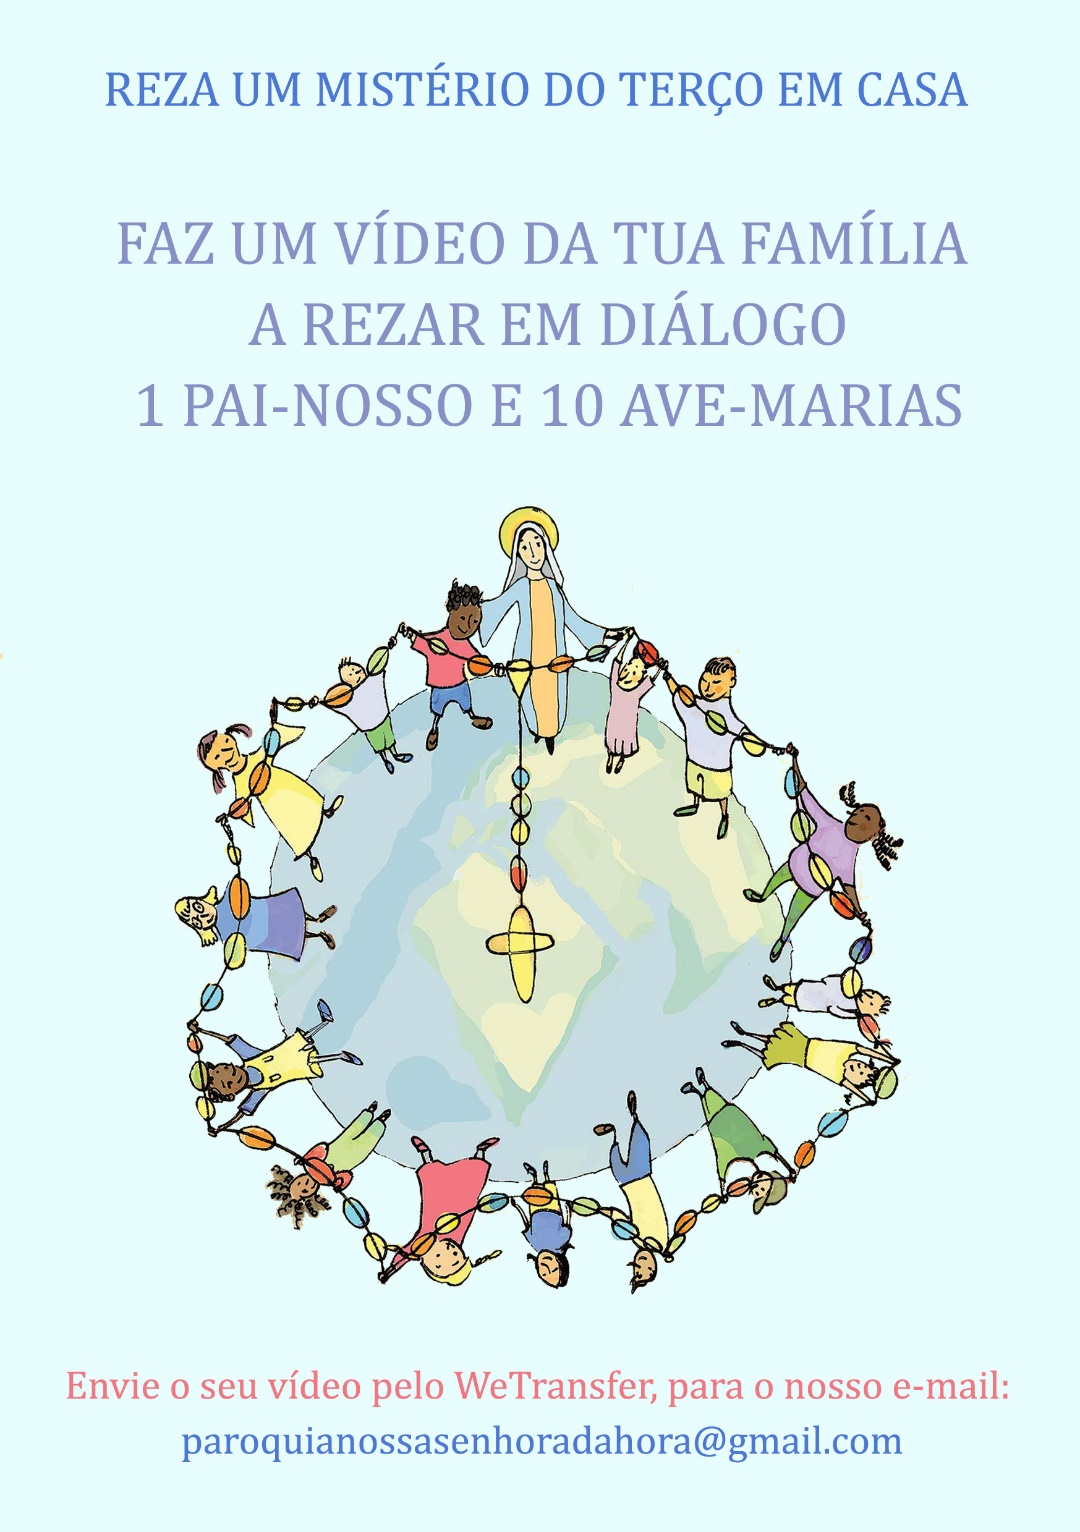 REZA UM MISTÉRIO DO TERÇO EM CASA
FAZ UM VÍDEO DA TUA FAMÍLIA
A REZAR EM DIÁLOGO
1 PAI-NOSSO E 10 AVE-MARIAS
Envie o seu vídeo pelo WeTransfer, para o nosso e-mail:
paroquianossasenhoradahora@gmail.com